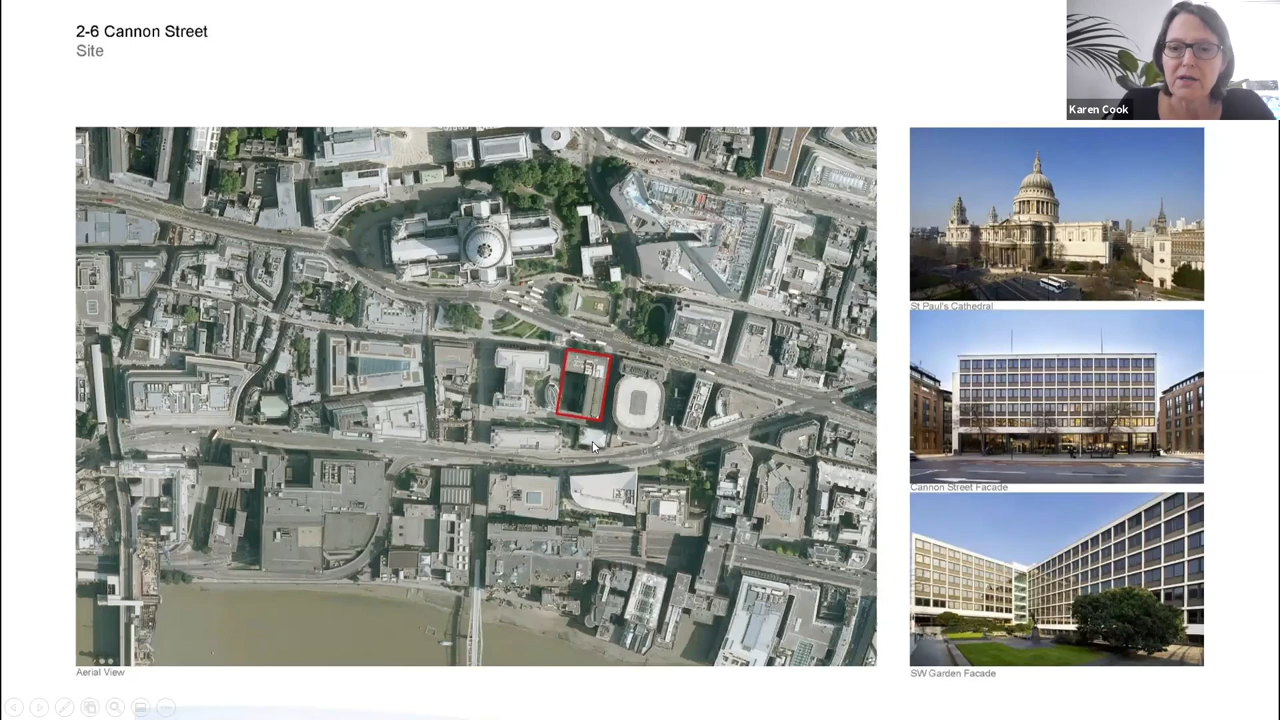 2-6 Cannon Street
Site
Karen Cook
St Paul's Cathedral
Cannon Street Facade
Aerial View
SW Garden Facade